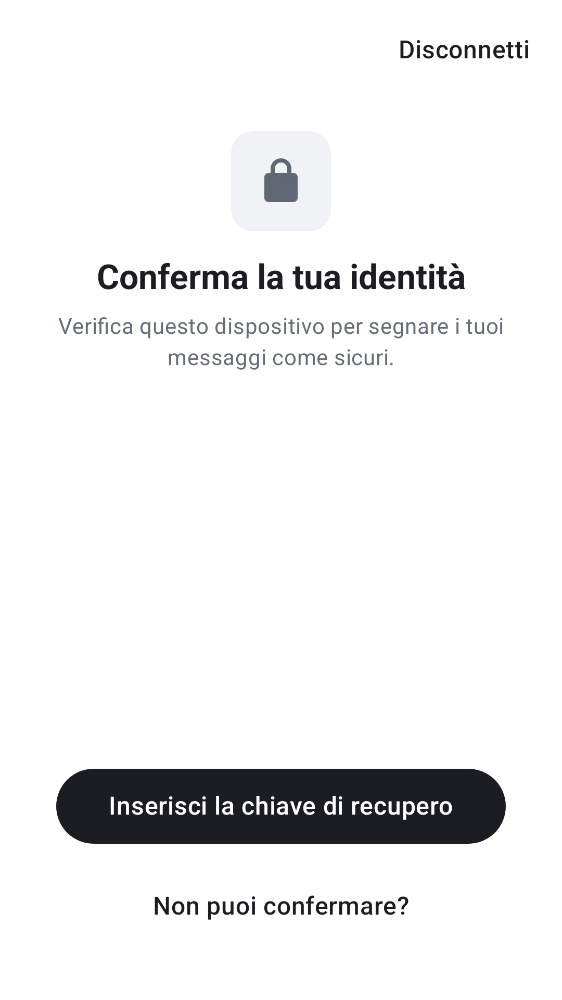 Disconnetti
Conferma la tua identità
Verifica questo dispositivo per segnare i tuoi
messaggi come sicuri.
Inserisci la chiave di recupero
Non puoi confermare?